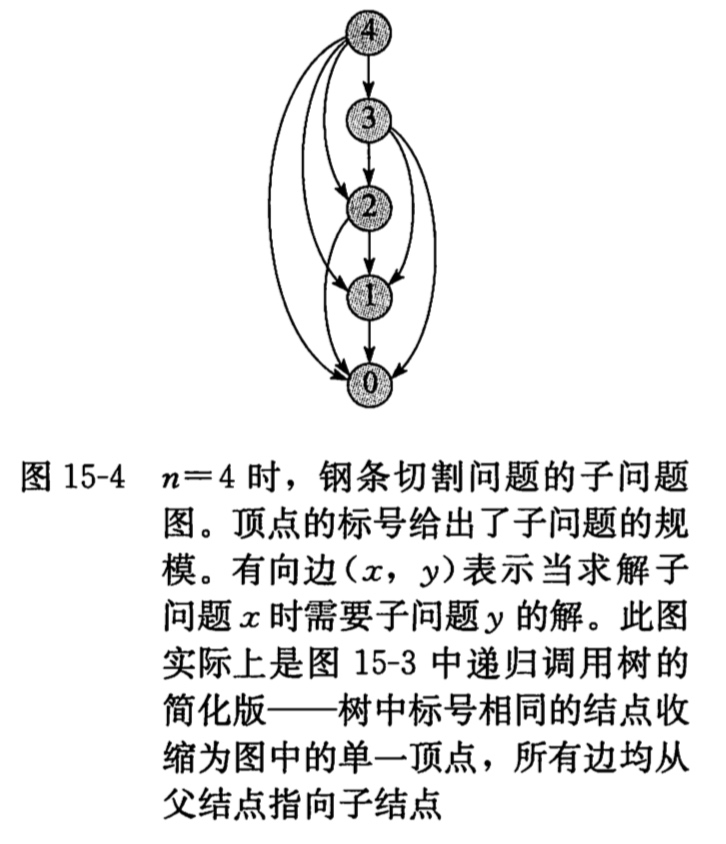 4
3
2
1
0
图 15-4 n=4 时，钢条切割问题的子问题
图。顶点的标号给出了子问题的规
模。有向边(x, y)表示当求解子
问题 x 时需要子问题 y 的解。此图
实际上是图 15-3 中递归调用树的
简化版——树中标号相同的结点收
缩为图中的单一顶点，所有边均从
父结点指向子结点